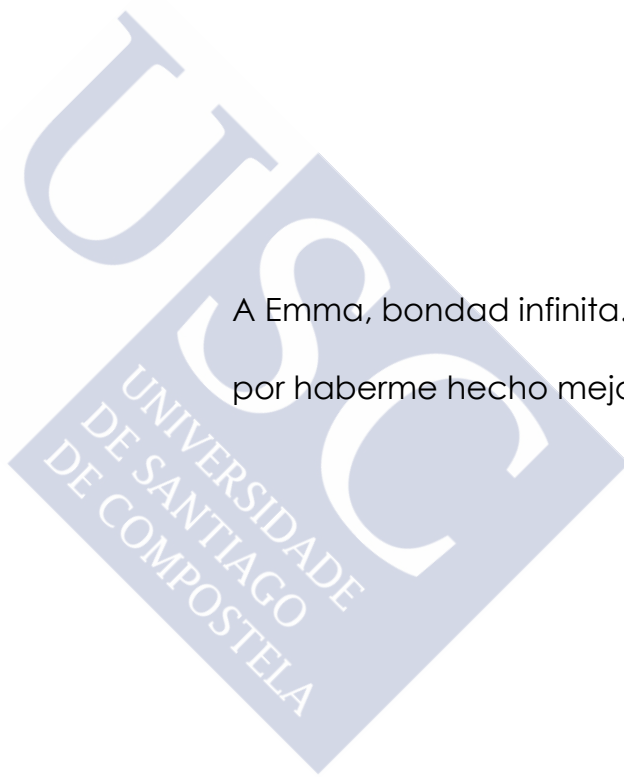 USC
UNIVERSIDADE
DE SANTIAGO
DE COMPOSTELA
A Emma, bondad infinita.
por haberme hecho